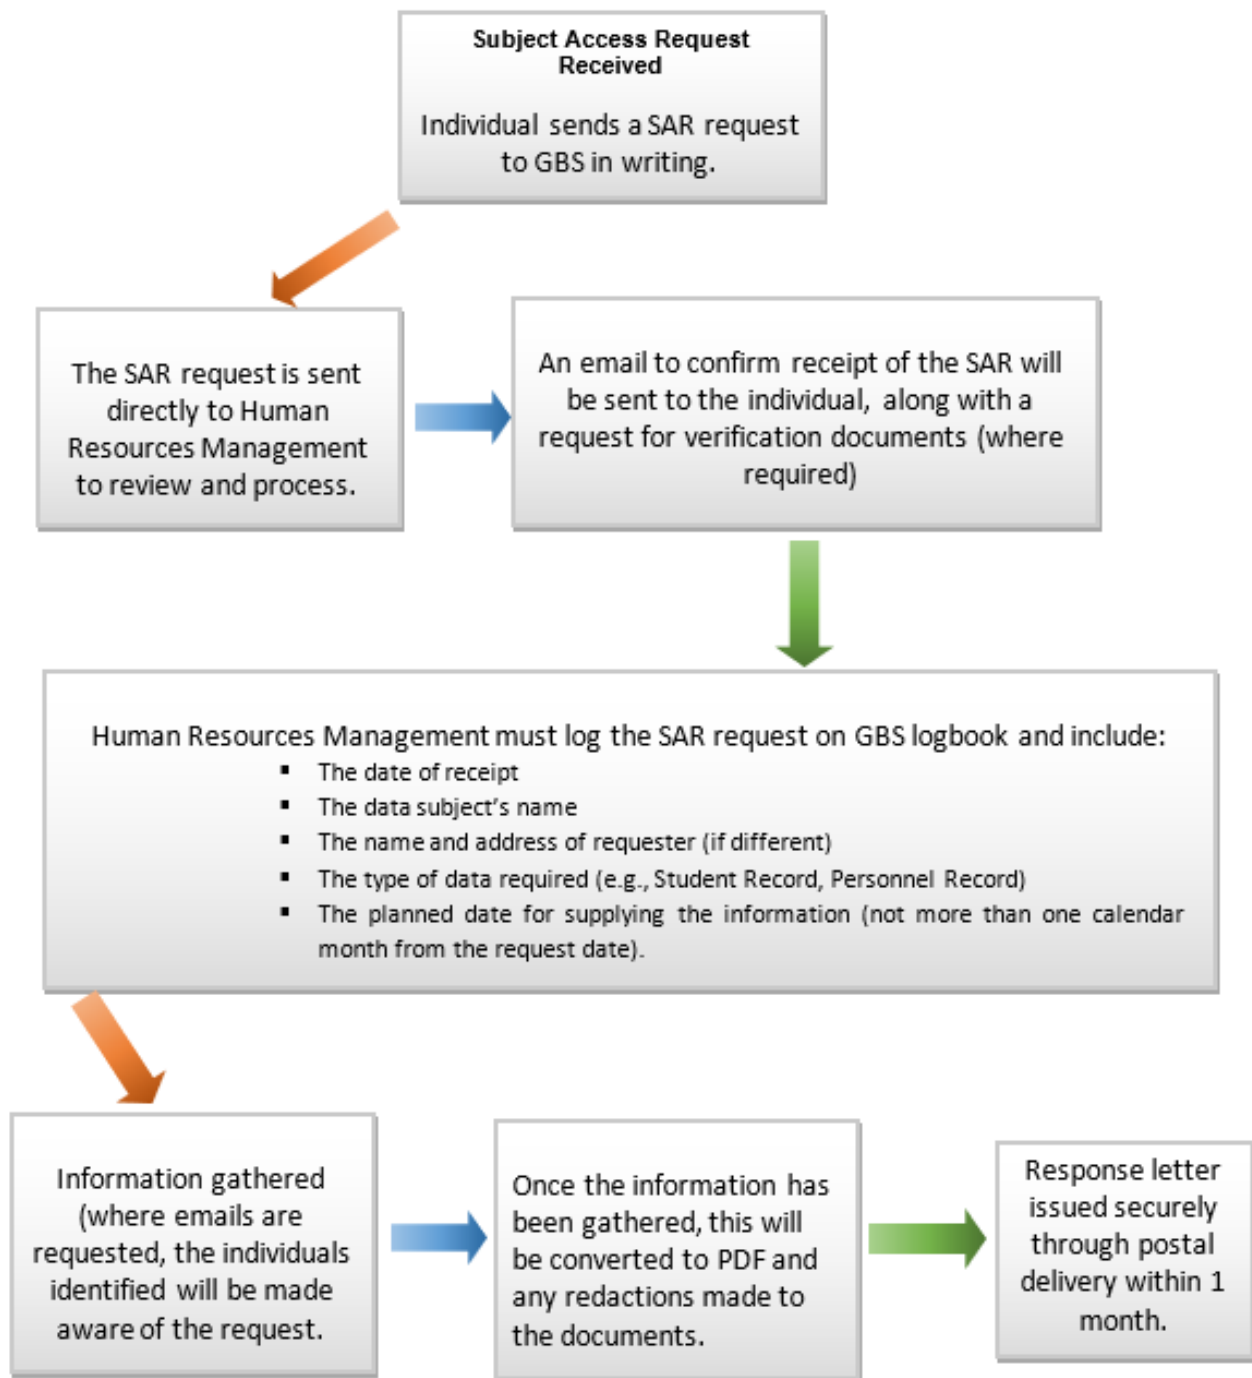 Subject Access Request
Received
Individual sends a SAR request
to GBS in writing.
The SAR request is sent
directly to Human
Resources Management
to review and process.
An email to confirm receipt of the SAR will
be sent to the individual, along with a
request for verification documents (where
required)
Human Resources Management must log the SAR request on GBS logbook and include:
▪ The date of receipt
▪ The data subject’s name
▪ The name and address of requester (if different)
▪ The type of data required (e.g., Student Record, Personnel Record)
▪ The planned date for supplying the information (not more than one calendar
month from the request date).
Information gathered
(where emails are
requested, the individuals
identified will be made
aware of the request.
Once the information has
been gathered, this will
be converted to PDF and
any redactions made to
the documents.
Response letter
issued securely
through postal
delivery within 1
month.